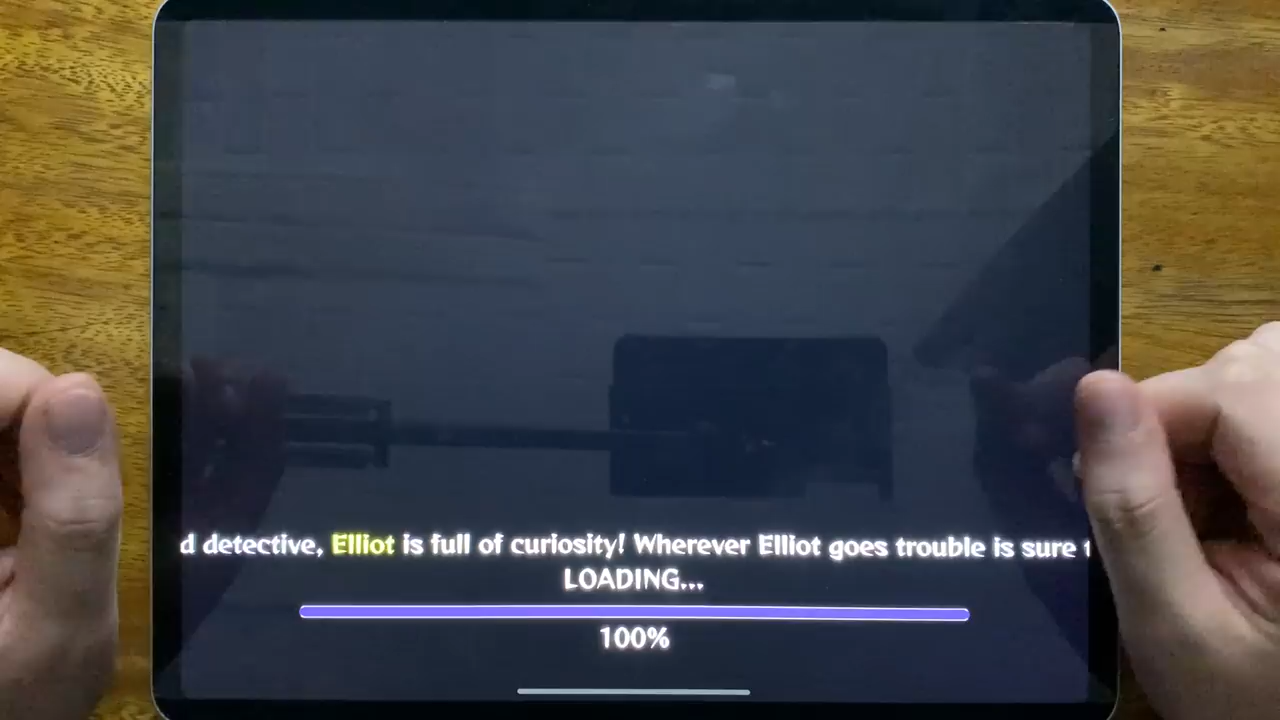 d detective, Elliot is full of curiosity! Wherever Elliot goes trouble is sure
LOADING...
100%